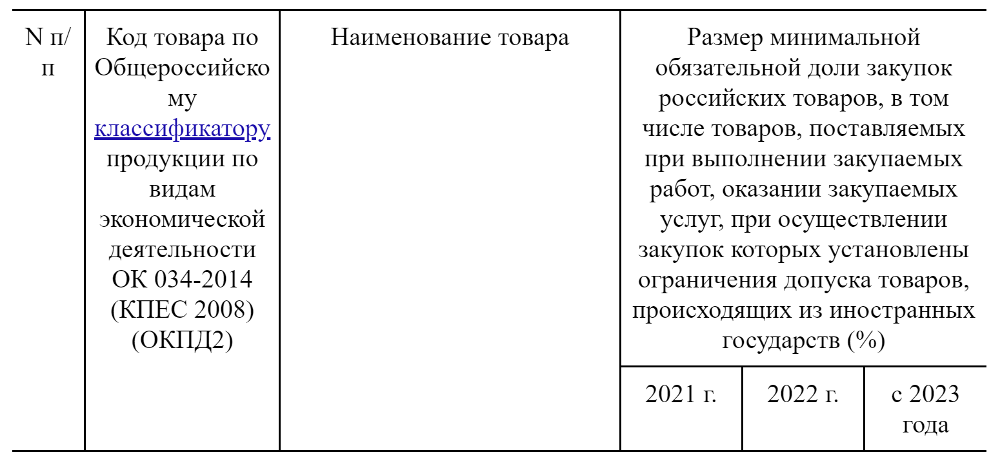 N п/
п
Код товара по
Общероссийско
му
классификатору
продукции по
видам
экономической
деятельности
ОК 034-2014
(КПЕС 2008)
(ОКПД2)
Наименование товара
Размер минимальной
обязательной доли закупок
российских товаров, в том
числе товаров, поставляемых
при выполнении закупаемых
работ, оказании закупаемых
услуг, при осуществлении
закупок которых установлены
ограничения допуска товаров,
происходящих из иностранных
государств (%)
2021 г.
2022 г.
с 2023
года